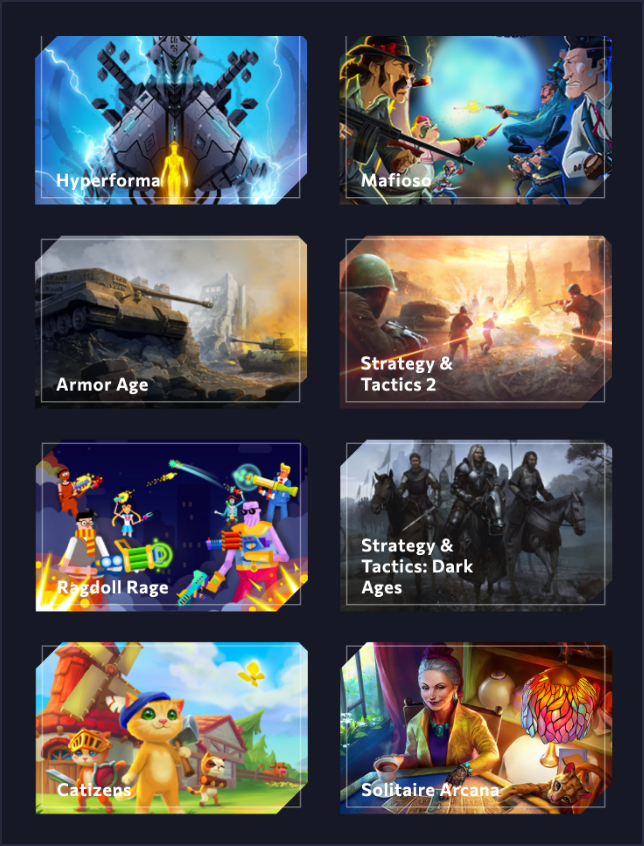 Hyperforma
Mafioso
Armor Age
Strategy &
Tactics 2
Ragdoll Rage
Strategy &
Tactics: Dark
Ages
Catizens
Solitaire Arcana